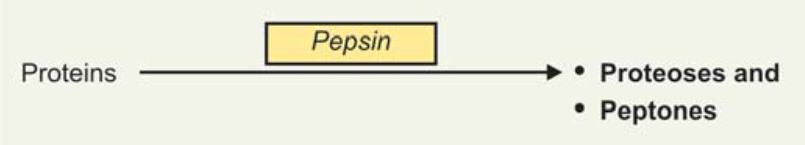 Pepsin
Proteins
• Proteoses and
• Peptones